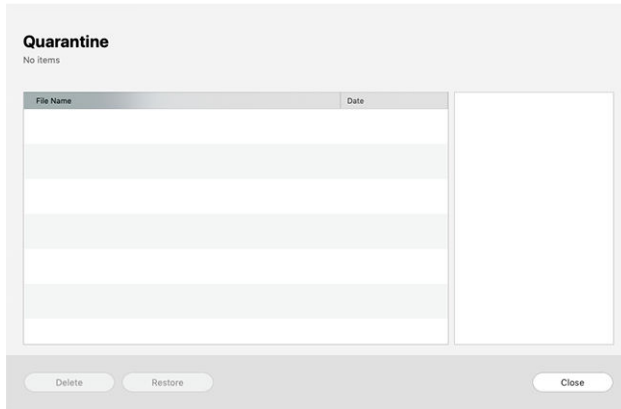 Quarantine
No items
File Name Date
Delete Restore Close